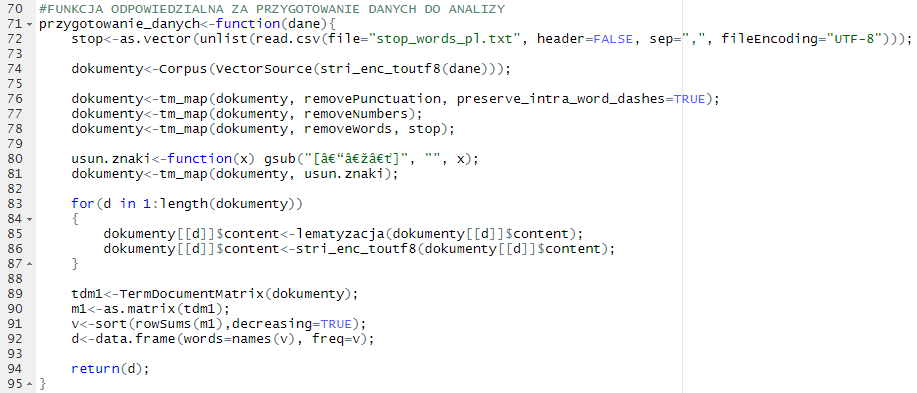 70 #FUNKCJA ODPOWIEDZIALNA ZA PRZYGOTOWANIE DANYCH DO ANALIZY
71 przygotowanie_danych<-function(dane){
72     stop<-as.vector(unlist(read.csv(file="stop_words_pl.txt", header=FALSE, sep=",", fileEncoding="UTF-8")));
73
74     dokumenty<-Corpus(VectorSource(stri_enc_toutf8(dane)));
75
76     dokumenty<-tm_map(dokumenty, removePunctuation, preserve_intra_word_dashes=TRUE);
77     dokumenty<-tm_map(dokumenty, removeNumbers);
78     dokumenty<-tm_map(dokumenty, removeWords, stop);
79
80     usun.znaki<-function(x) gsub("[â€“â€žâ€ť]", "", x);
81     dokumenty<-tm_map(dokumenty, usun.znaki);
82
83     for(d in 1:length(dokumenty))
84     {
85         dokumenty[[d]]$content<-lematyzacja(dokumenty[[d]]$content);
86         dokumenty[[d]]$content<-stri_enc_toutf8(dokumenty[[d]]$content);
87     }
88
89     tdm1<-TermDocumentMatrix(dokumenty);
90     m1<-as.matrix(tdm1);
91     v<-sort(rowSums(m1),decreasing=TRUE);
92     d<-data.frame(words=names(v), freq=v);
93
94     return(d);
95 }